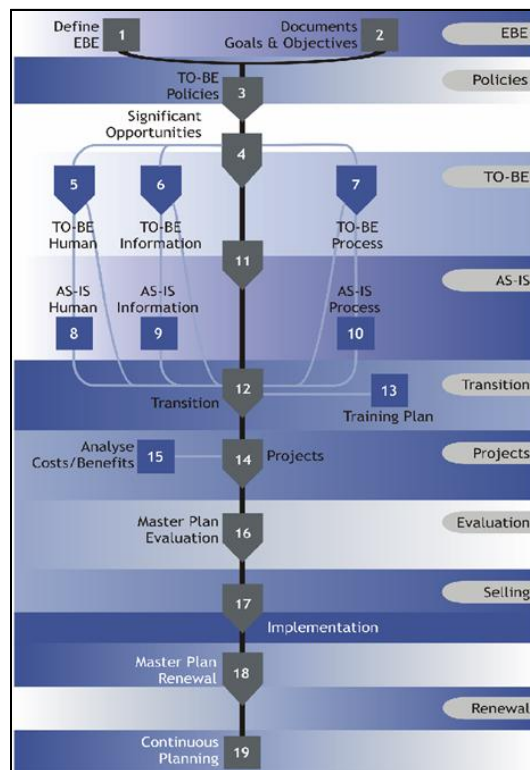 Define
EBE
1
Documents
Goals & Objectives
2
EBE
TO-BE
Policies
3
Policies
Significant
Opportunities
4
5
6
7
TO-BE
TO-BE
Human
TO-BE
Information
TO-BE
Process
11
AS-IS
AS-IS
Human
AS-IS
Information
AS-IS
Process
8
9
10
Transition
12
Transition
13
Training Plan
Analyse
Costs/Benefits
15
14
Projects
Projects
Master Plan
Evaluation
16
Evaluation
Selling
17
Implementation
Master Plan
Renewal
18
Renewal
Continuous
Planning
19